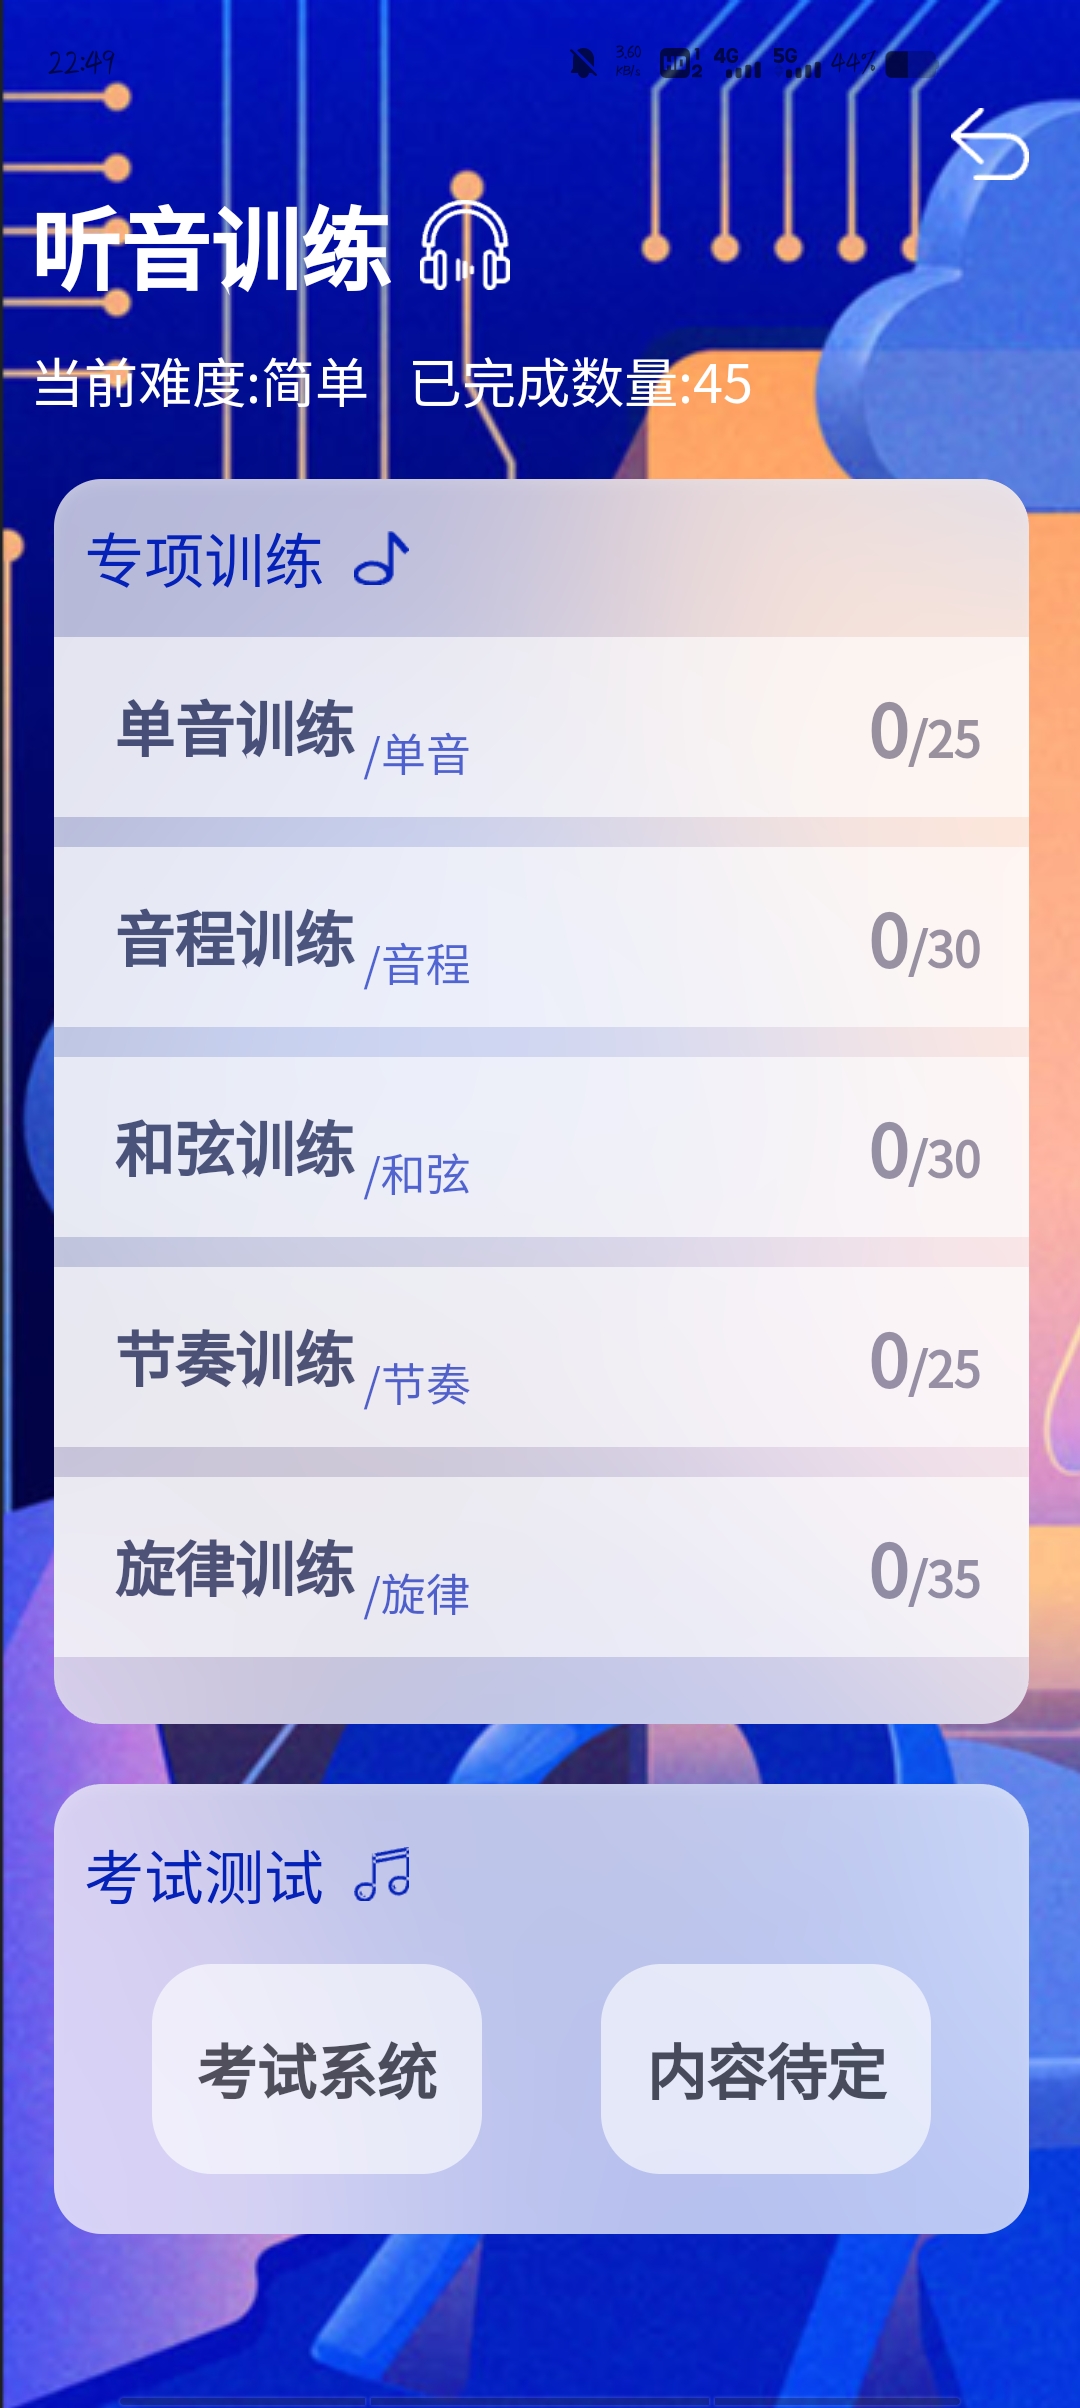 22:49 3.60 KB/s HD 1 2 4G 5G 44%
听音训练
当前难度:简单 已完成数量:45
专项训练
单音训练 /单音 0/25
音程训练 /音程 0/30
和弦训练 /和弦 0/30
节奏训练 /节奏 0/25
旋律训练 /旋律 0/35
考试测试
考试系统 内容待定